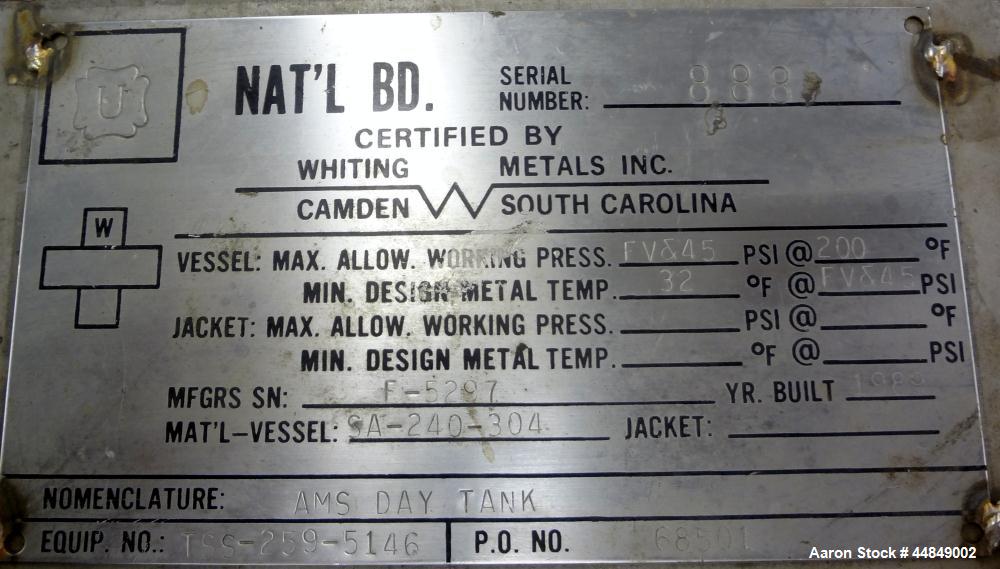 U
NAT'L BD.
SERIAL NUMBER:
CERTIFIED BY
WHITING METALS INC.
CAMDEN SOUTH CAROLINA
W
VESSEL: MAX. ALLOW. WORKING PRESS. FV&45 PSI @ 200 °F
MIN. DESIGN METAL TEMP. 32 °F @ FV&45 PSI
JACKET: MAX. ALLOW. WORKING PRESS. PSI @ °F
MIN. DESIGN METAL TEMP. °F @ PSI
MFGRS SN: F-5297 YR. BUILT
MAT'L-VESSEL: SA-240-304 JACKET:
NOMENCLATURE: AMS DAY TANK
EQUIP. NO.: TSS-259-5146 P.O. NO. 68501
Aaron Stock # 44849002